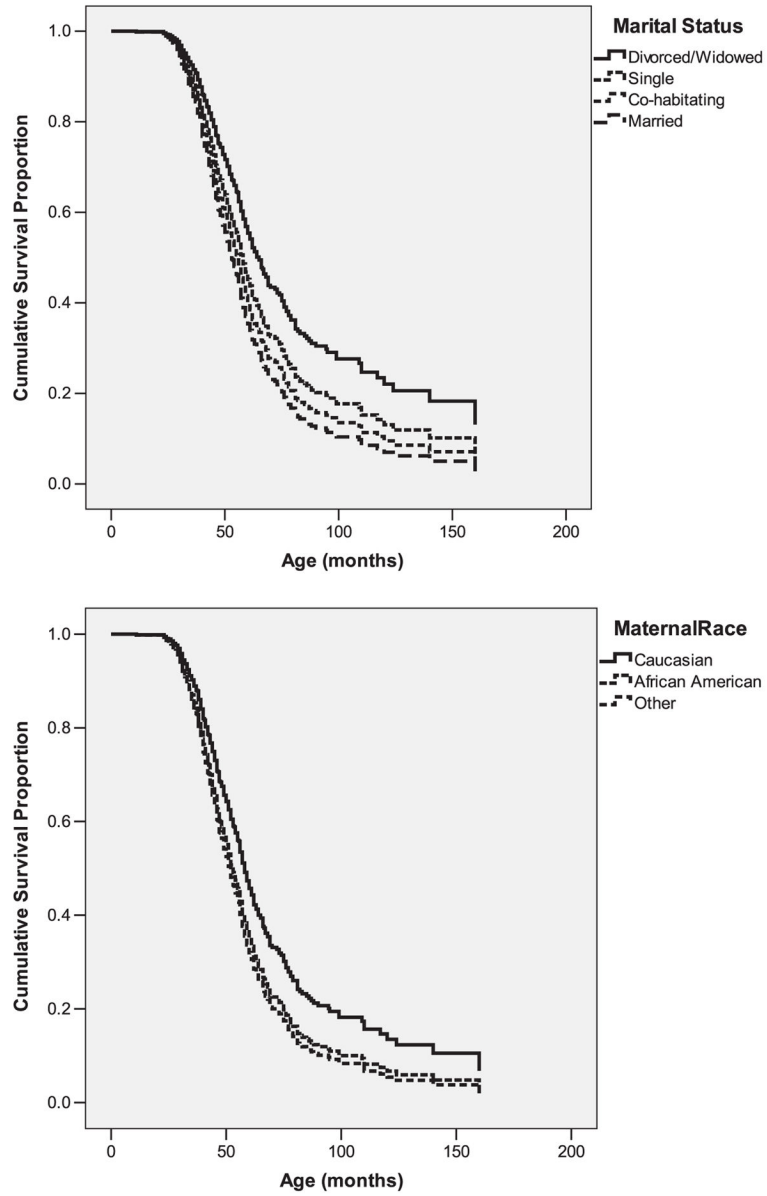 Marital Status
Divorced/Widowed
Single
Co-habitating
Married
Cumulative Survival Proportion
1.0
0.8
0.6
0.4
0.2
0.0
0 50 100 150 200
Age (months)
MaternalRace
Caucasian
African American
Other
Cumulative Survival Proportion
1.0
0.8
0.6
0.4
0.2
0.0
0 50 100 150 200
Age (months)